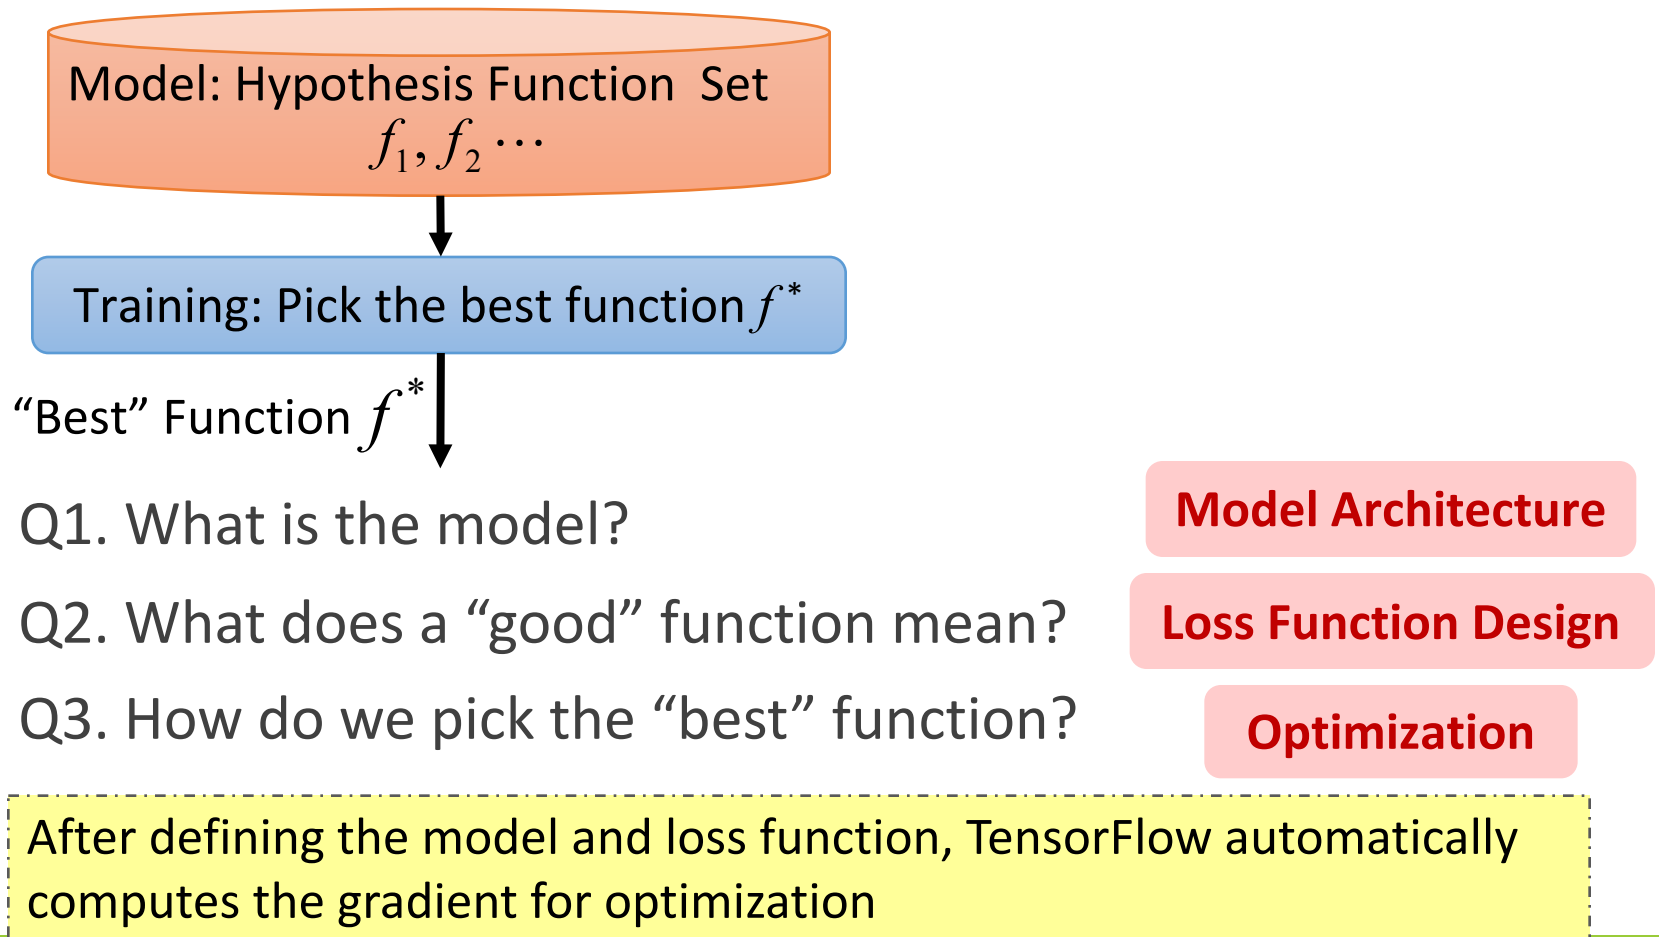 Model: Hypothesis Function Set
f1, f2 ⋯
Training: Pick the best function f*
“Best” Function f*
Q1. What is the model?
Model Architecture
Q2. What does a “good” function mean?
Loss Function Design
Q3. How do we pick the “best” function?
Optimization
After defining the model and loss function, TensorFlow automatically
computes the gradient for optimization